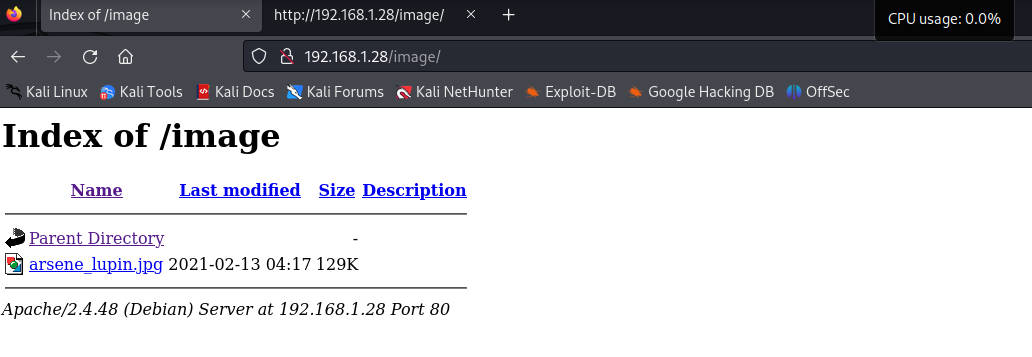 Index of /image
http://192.168.1.28/image/
CPU usage: 0.0%
192.168.1.28/image/
Kali Linux Kali Tools Kali Docs Kali Forums Kali NetHunter Exploit-DB Google Hacking DB OffSec
Index of /image
Name Last modified Size Description
Parent Directory -
arsene_lupin.jpg 2021-02-13 04:17 129K
Apache/2.4.48 (Debian) Server at 192.168.1.28 Port 80